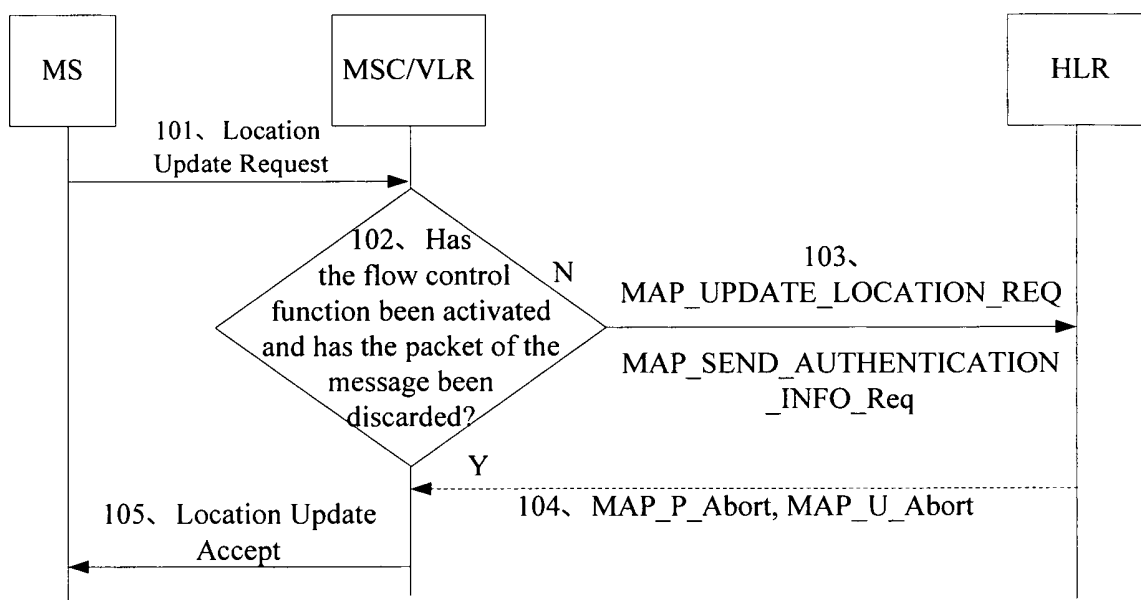 MS
MSC/VLR
HLR
101、Location
Update Request
102、Has
the flow control
function been activated
and has the packet of the
message been
discarded?
N
103、
MAP_UPDATE_LOCATION_REQ
MAP_SEND_AUTHENTICATION
_INFO_Req
Y
104、MAP_P_Abort, MAP_U_Abort
105、Location Update
Accept